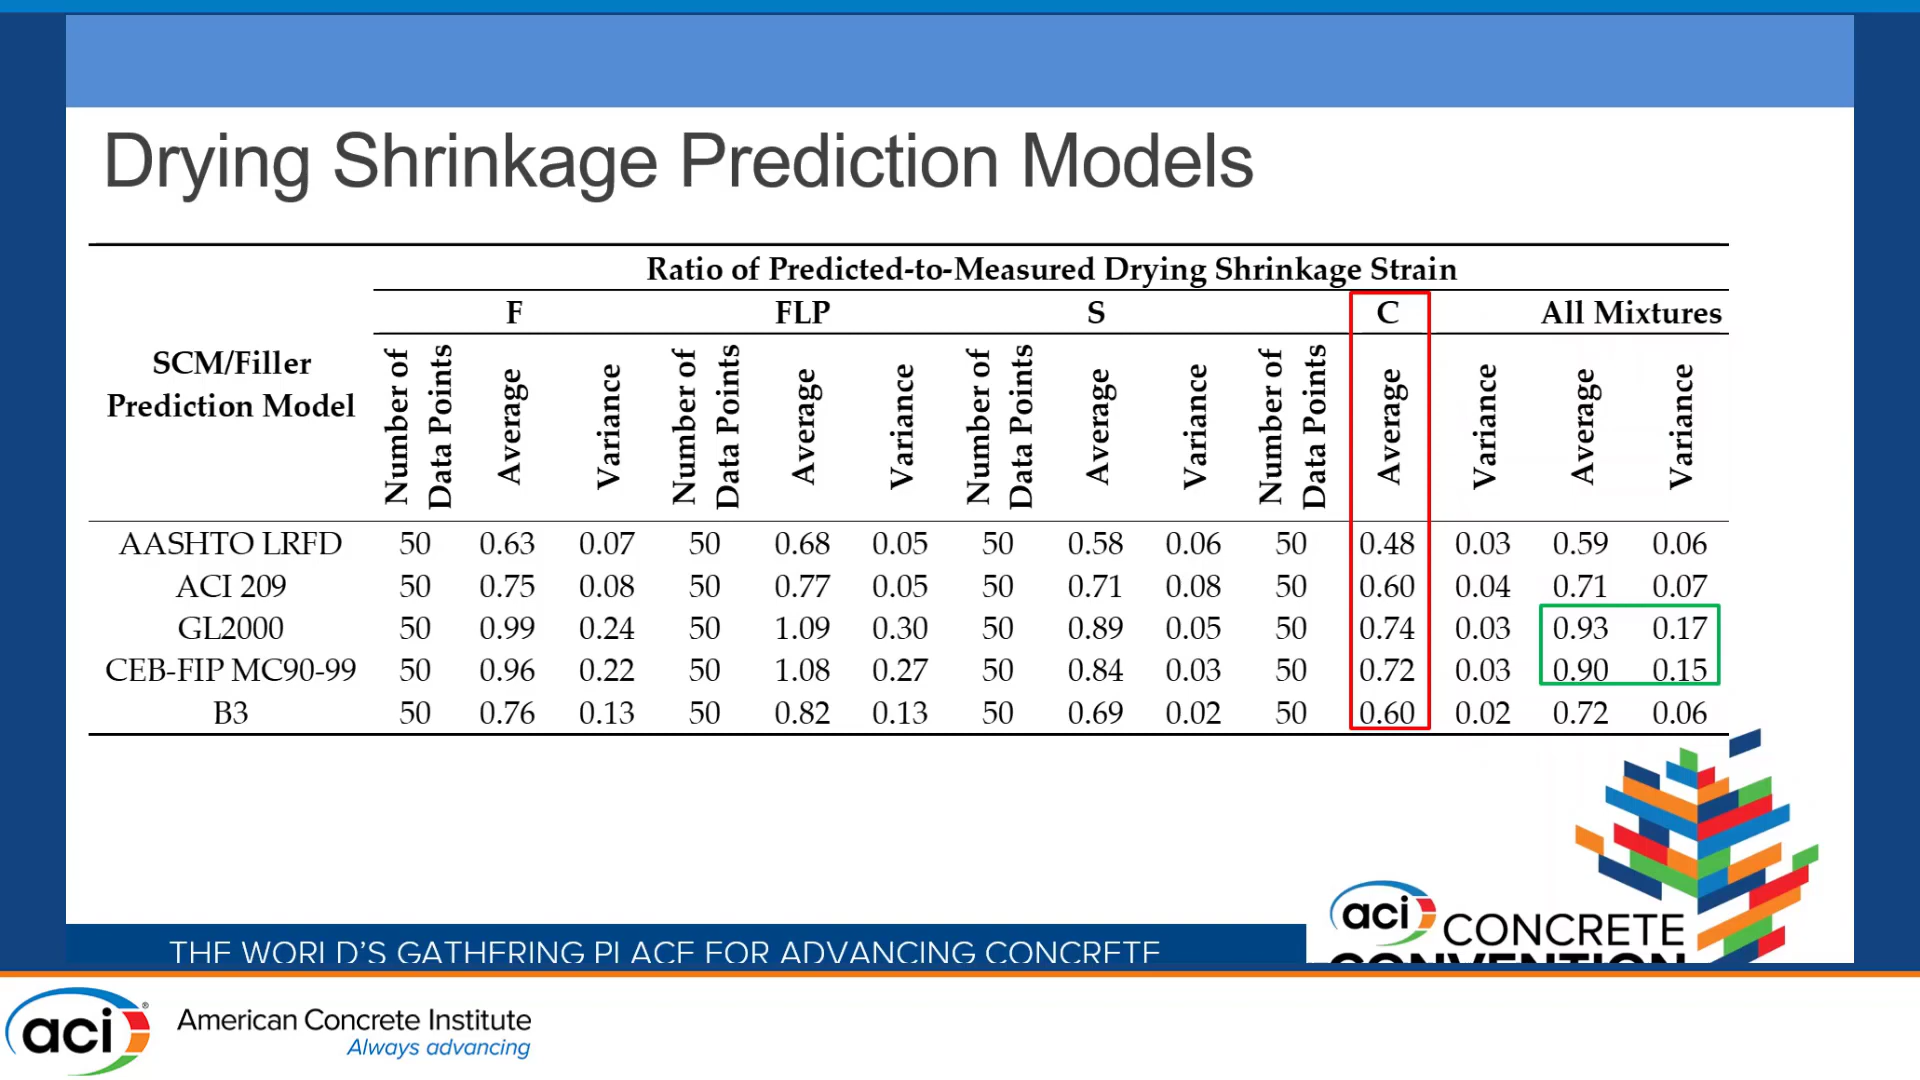 Drying Shrinkage Prediction Models
Ratio of Predicted-to-Measured Drying Shrinkage Strain
F FLP S C All Mixtures
SCM/Filler
Prediction Model
Number of
Data Points
Average
Variance
Number of
Data Points
Average
Variance
Number of
Data Points
Average
Variance
Number of
Data Points
Average
Variance
Average
Variance
AASHTO LRFD 50 0.63 0.07 50 0.68 0.05 50 0.58 0.06 50 0.48 0.03 0.59 0.06
ACI 209 50 0.75 0.08 50 0.77 0.05 50 0.71 0.08 50 0.60 0.04 0.71 0.07
GL2000 50 0.99 0.24 50 1.09 0.30 50 0.89 0.05 50 0.74 0.03 0.93 0.17
CEB-FIP MC90-99 50 0.96 0.22 50 1.08 0.27 50 0.84 0.03 50 0.72 0.03 0.90 0.15
B3 50 0.76 0.13 50 0.82 0.13 50 0.69 0.02 50 0.60 0.02 0.72 0.06
THE WORLD'S GATHERING PLACE FOR ADVANCING CONCRETE
aci CONCRETE
CONVENTION
aci® American Concrete Institute
Always advancing